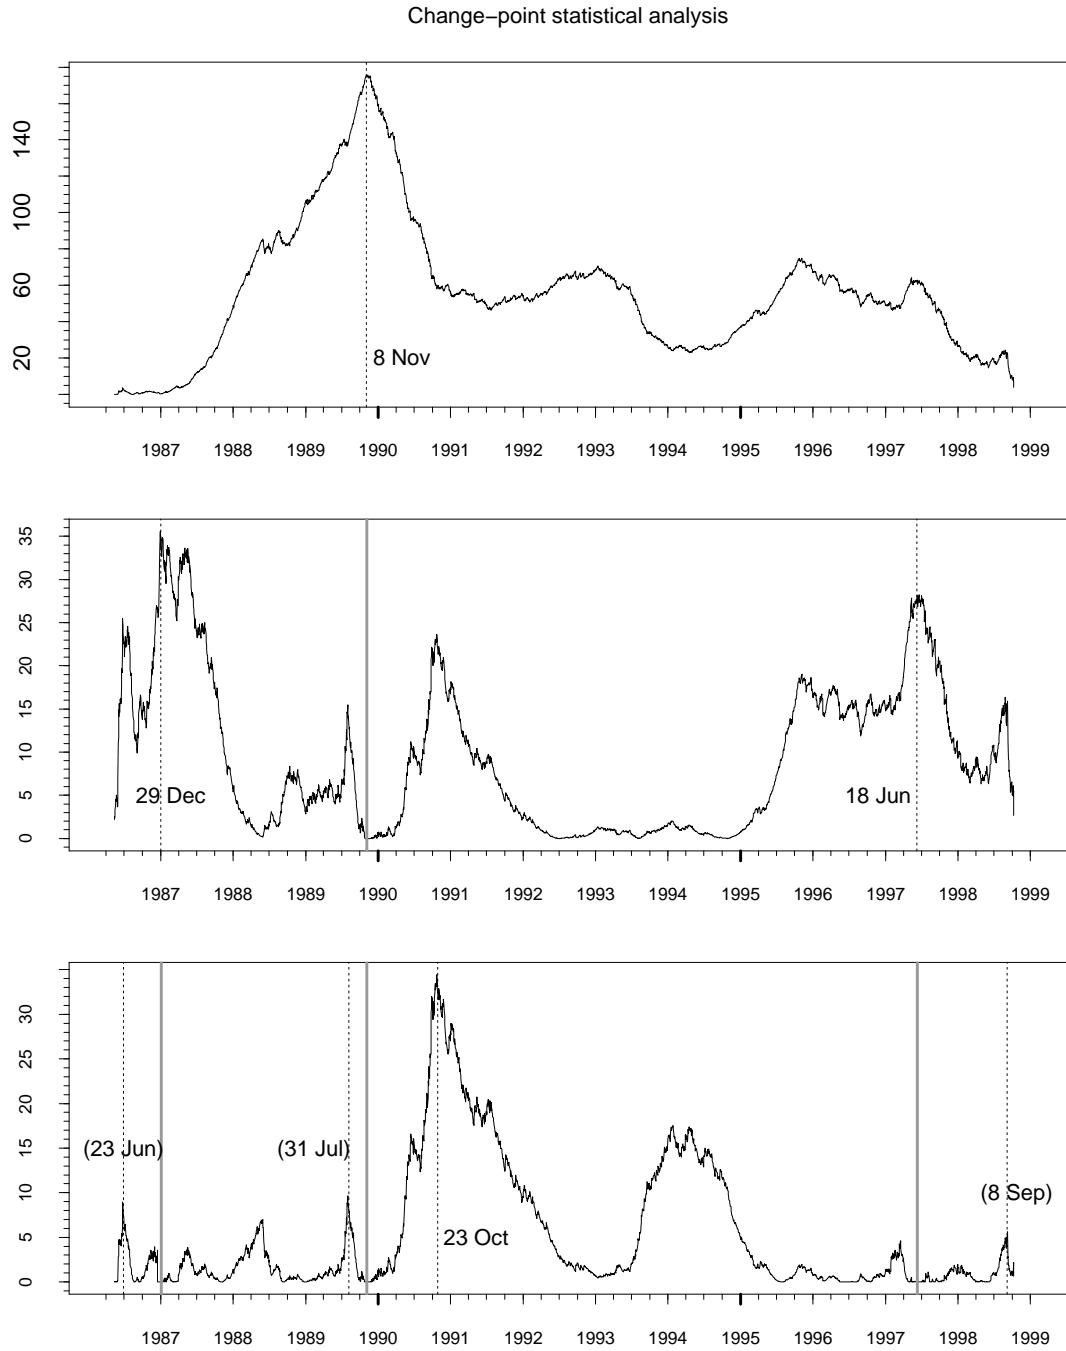 Change−point statistical analysis
140
100
60
20
8 Nov
1987 1988 1989 1990 1991 1992 1993 1994 1995 1996 1997 1998 1999
35
30
25
20
15
10
5
0
29 Dec
18 Jun
1987 1988 1989 1990 1991 1992 1993 1994 1995 1996 1997 1998 1999
30
25
20
15
10
5
0
(23 Jun)
(31 Jul)
(8 Sep)
23 Oct
1987 1988 1989 1990 1991 1992 1993 1994 1995 1996 1997 1998 1999